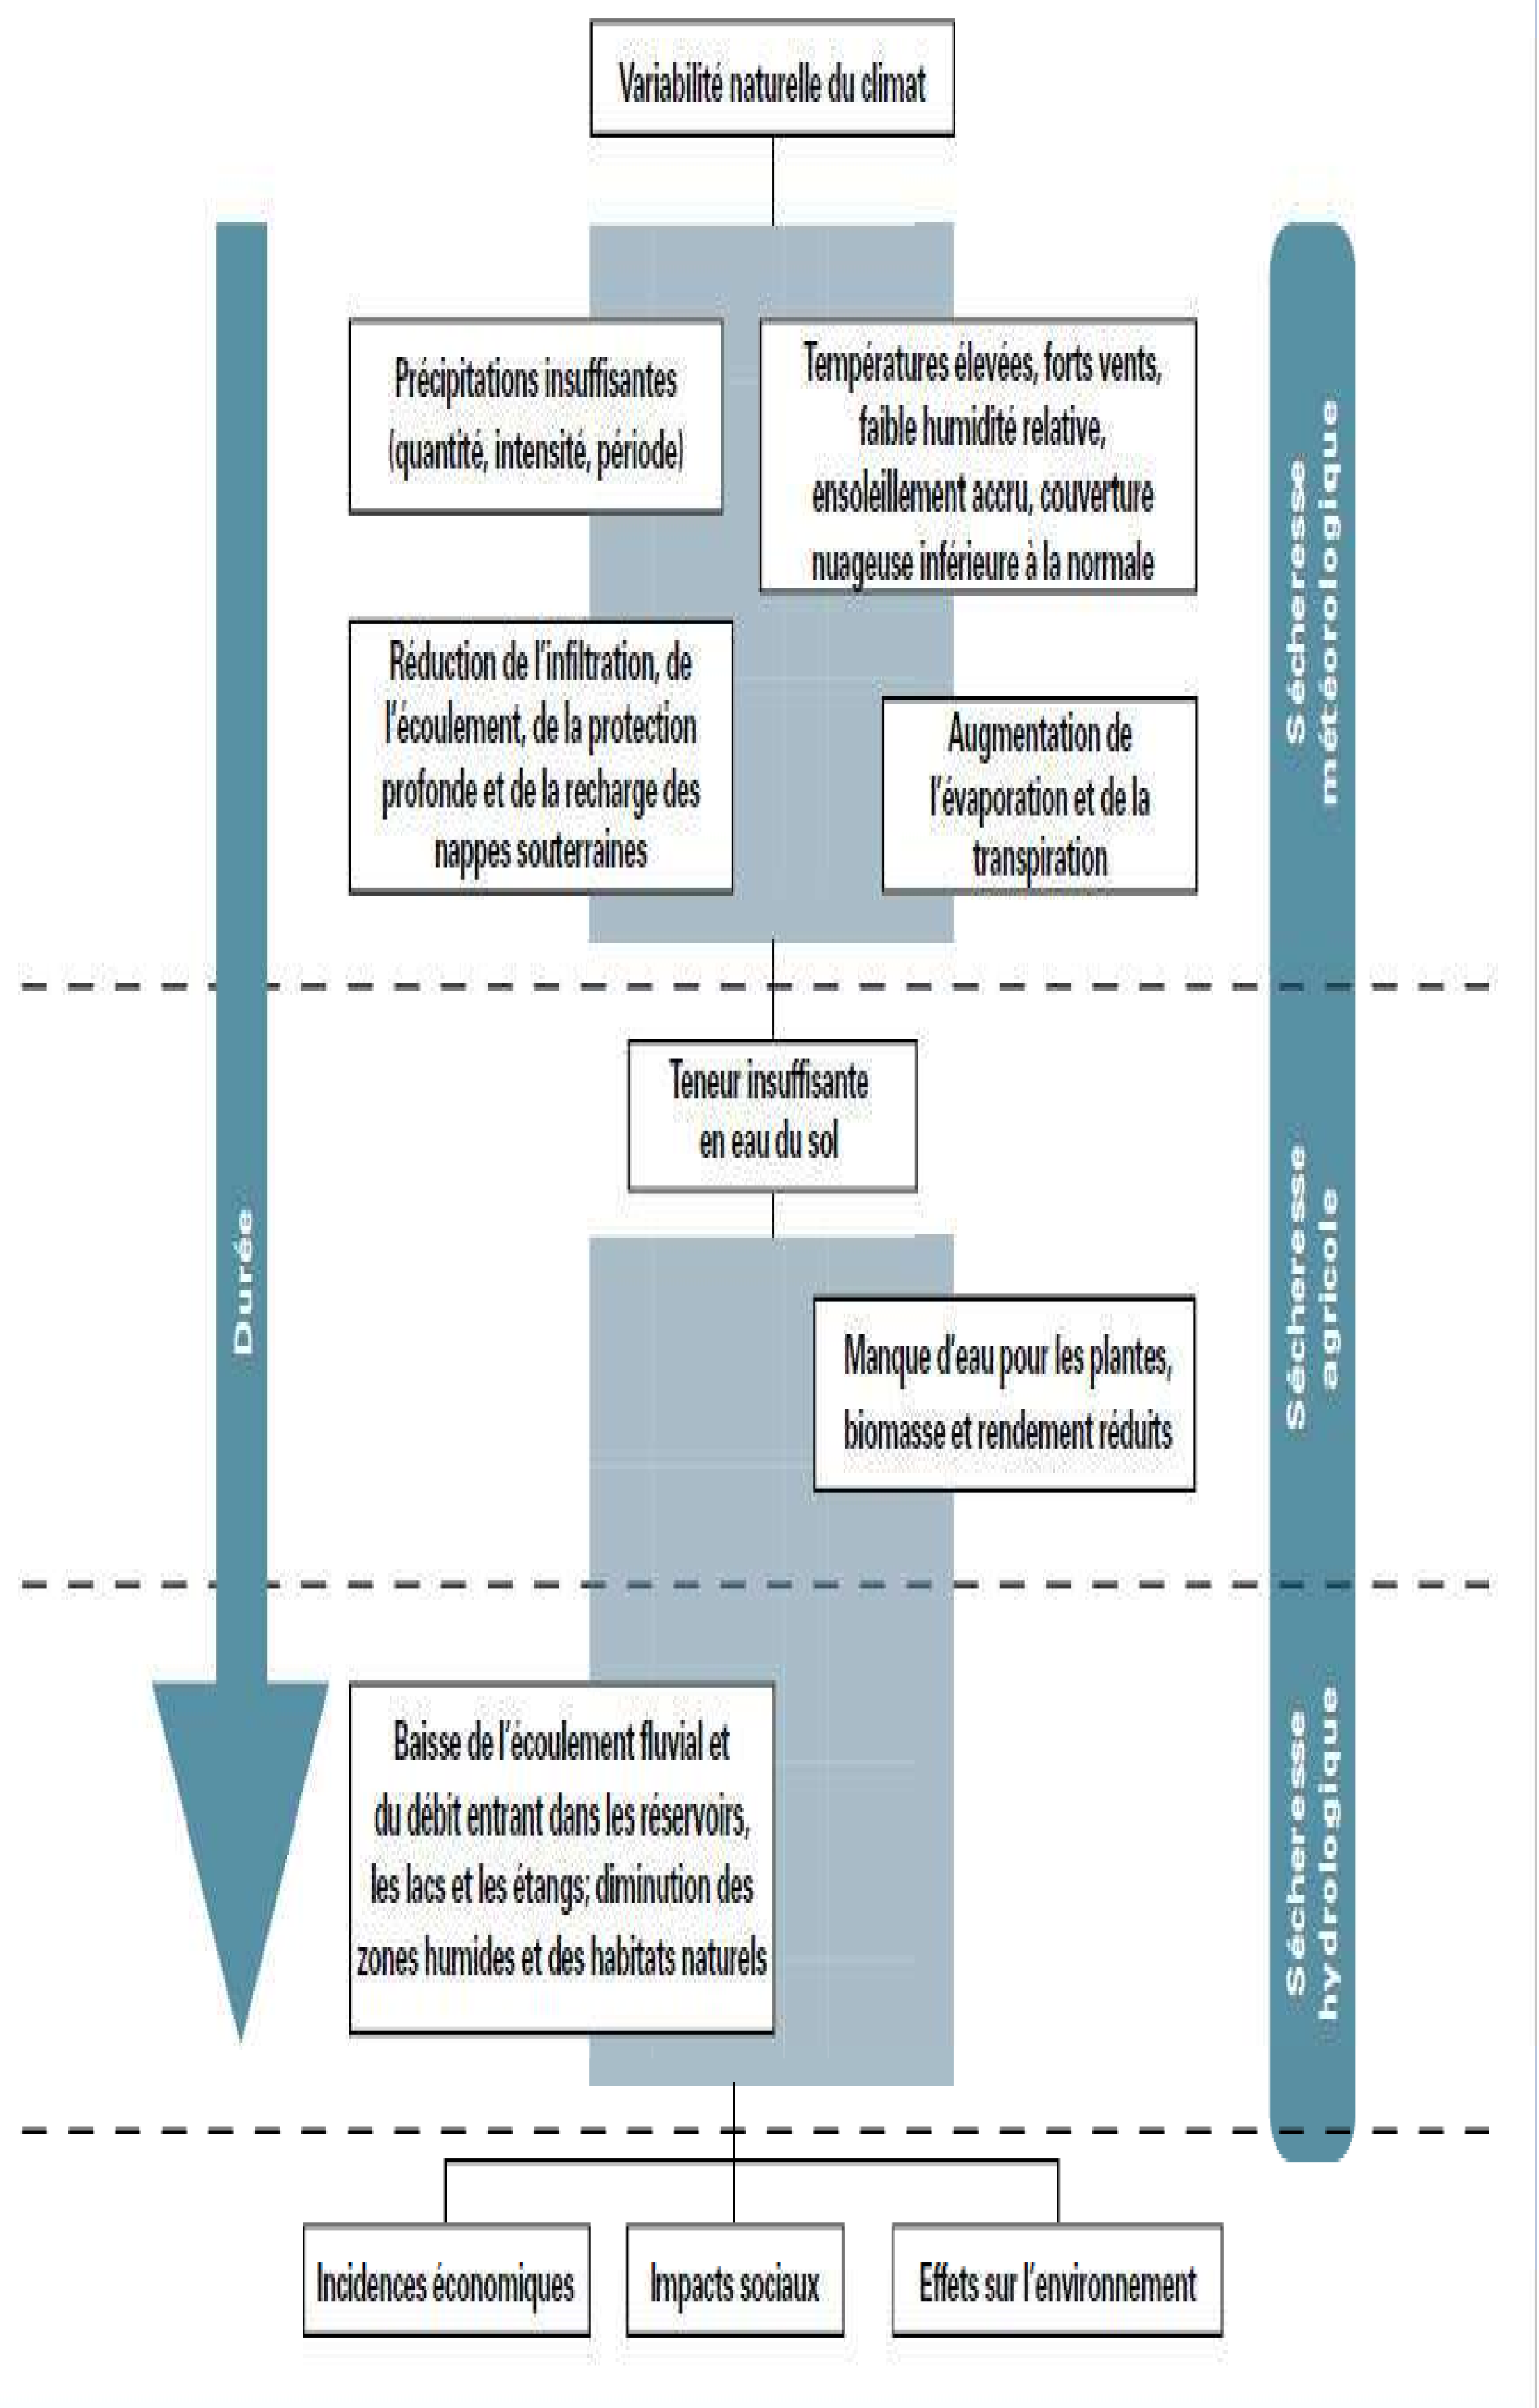 Variabilité naturelle du climat
Précipitations insuffisantes
(quantité, intensité, période)
Températures élevées, forts vents,
faible humidité relative,
ensoleillement accru, couverture
nuageuse inférieure à la normale
Réduction de l'infiltration, de
l'écoulement, de la protection
profonde et de la recharge des
nappes souterraines
Augmentation de
l'évaporation et de la
transpiration
Sécheresse
météorologique
Teneur insuffisante
en eau du sol
Durée
Manque d'eau pour les plantes,
biomasse et rendement réduits
Sécheresse
agricole
Baisse de l'écoulement fluvial et
du débit entrant dans les réservoirs,
les lacs et les étangs; diminution des
zones humides et des habitats naturels
Sécheresse
hydrologique
Incidences économiques
Impacts sociaux
Effets sur l'environnement